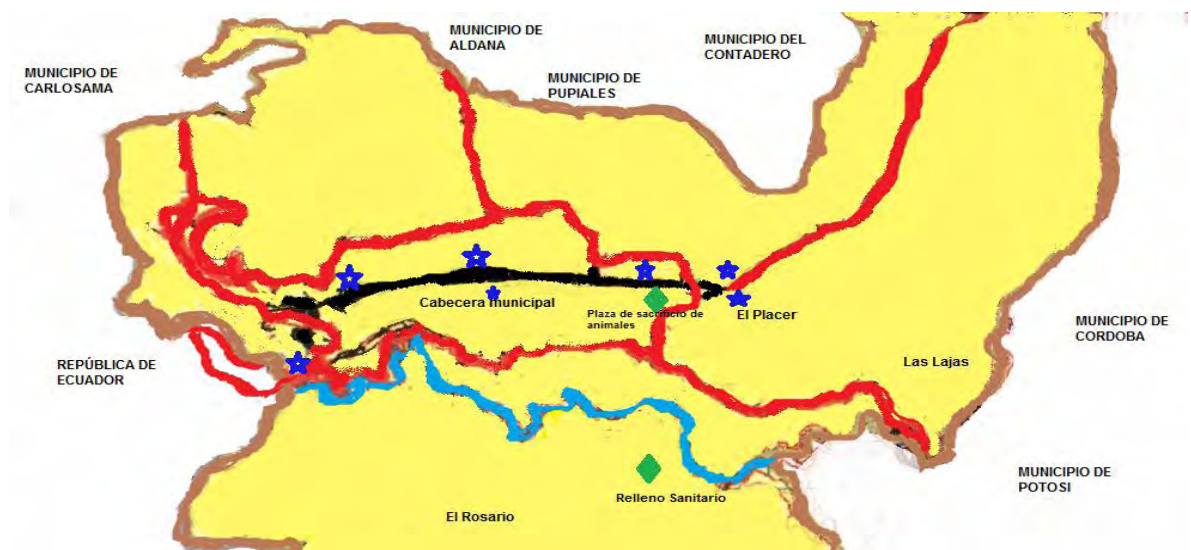 MUNICIPIO DE
ALDANA
MUNICIPIO DEL
CONTADERO
MUNICIPIO DE
CARLOSAMA
MUNICIPIO DE
PUPIALES
Cabecera municipal
Plaza de sacrificio de
animales
El Placer
MUNICIPIO DE
CORDOBA
REPÚBLICA DE
ECUADOR
Las Lajas
MUNICIPIO DE
POTOSI
Relleno Sanitario
El Rosario